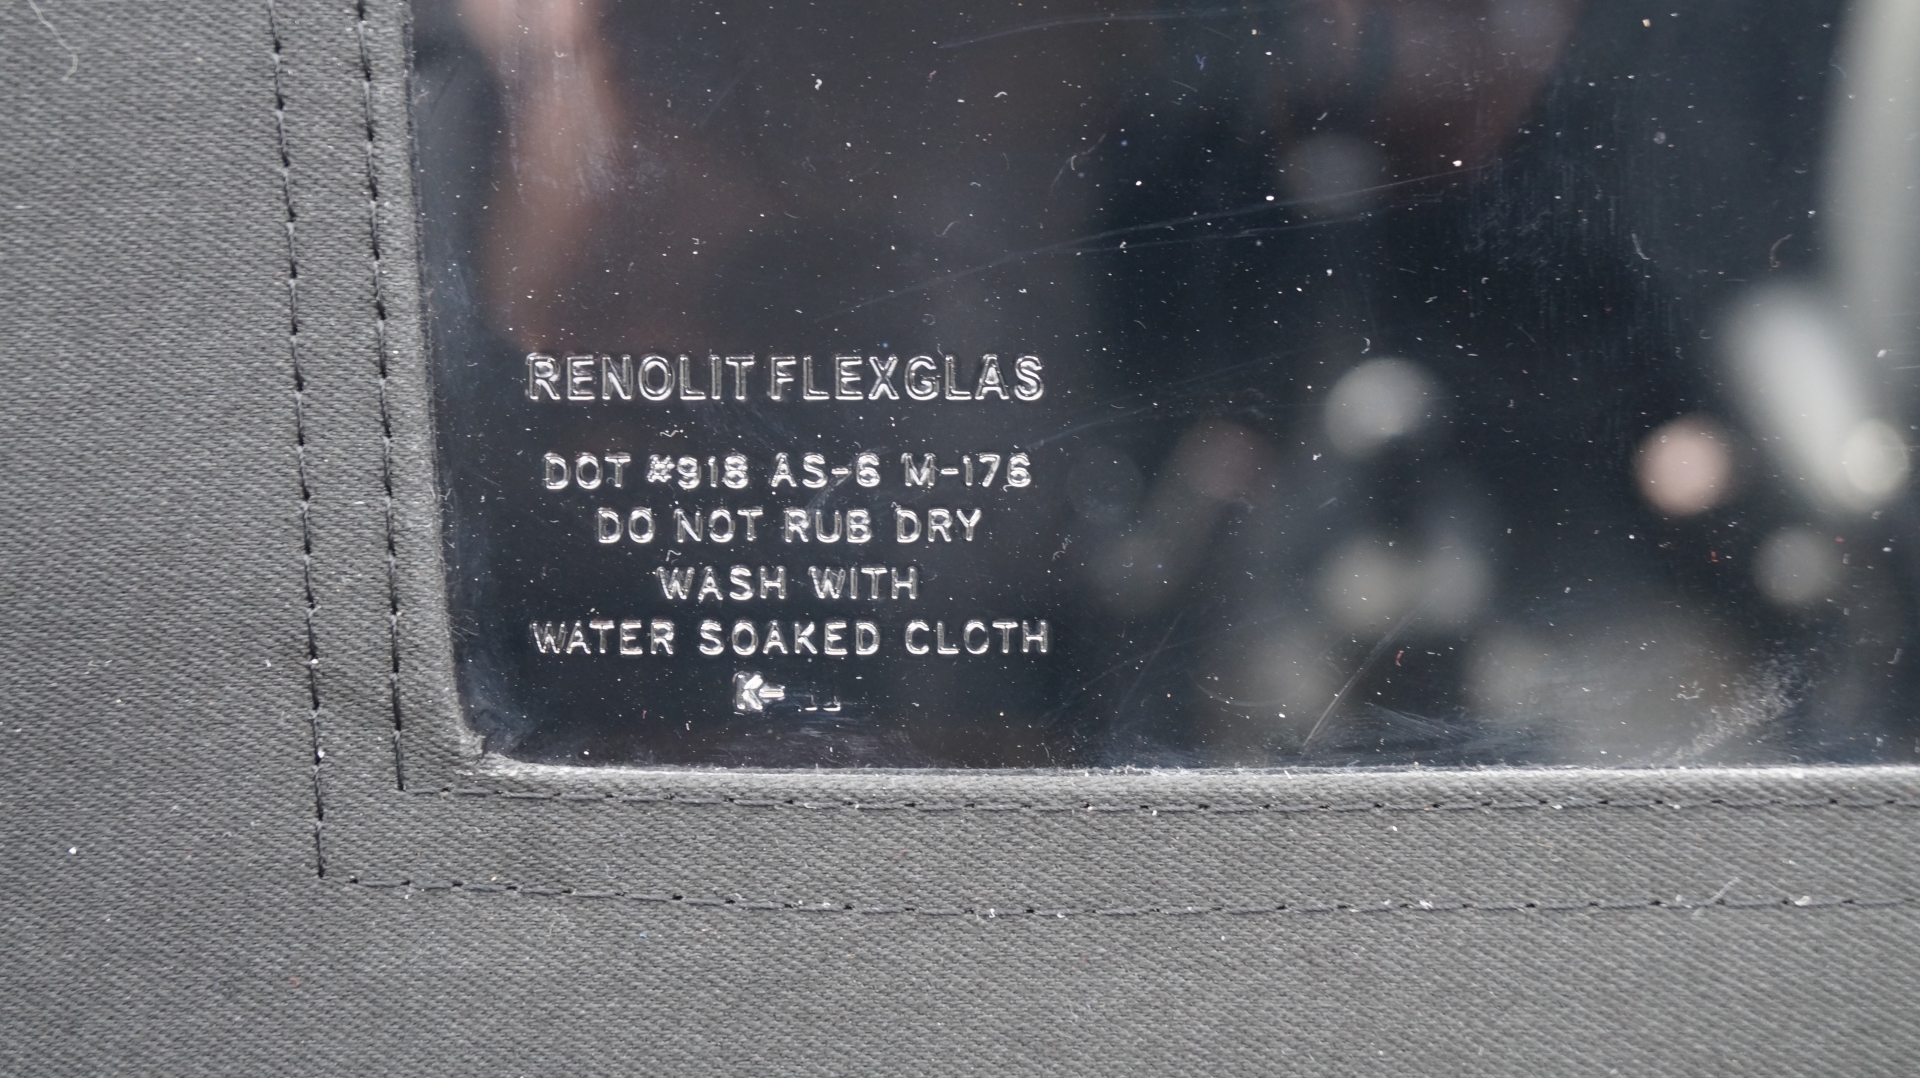 RENOLIT FLEXGLAS
DOT #918 AS-6 M-176
DO NOT RUB DRY
WASH WITH
WATER SOAKED CLOTH